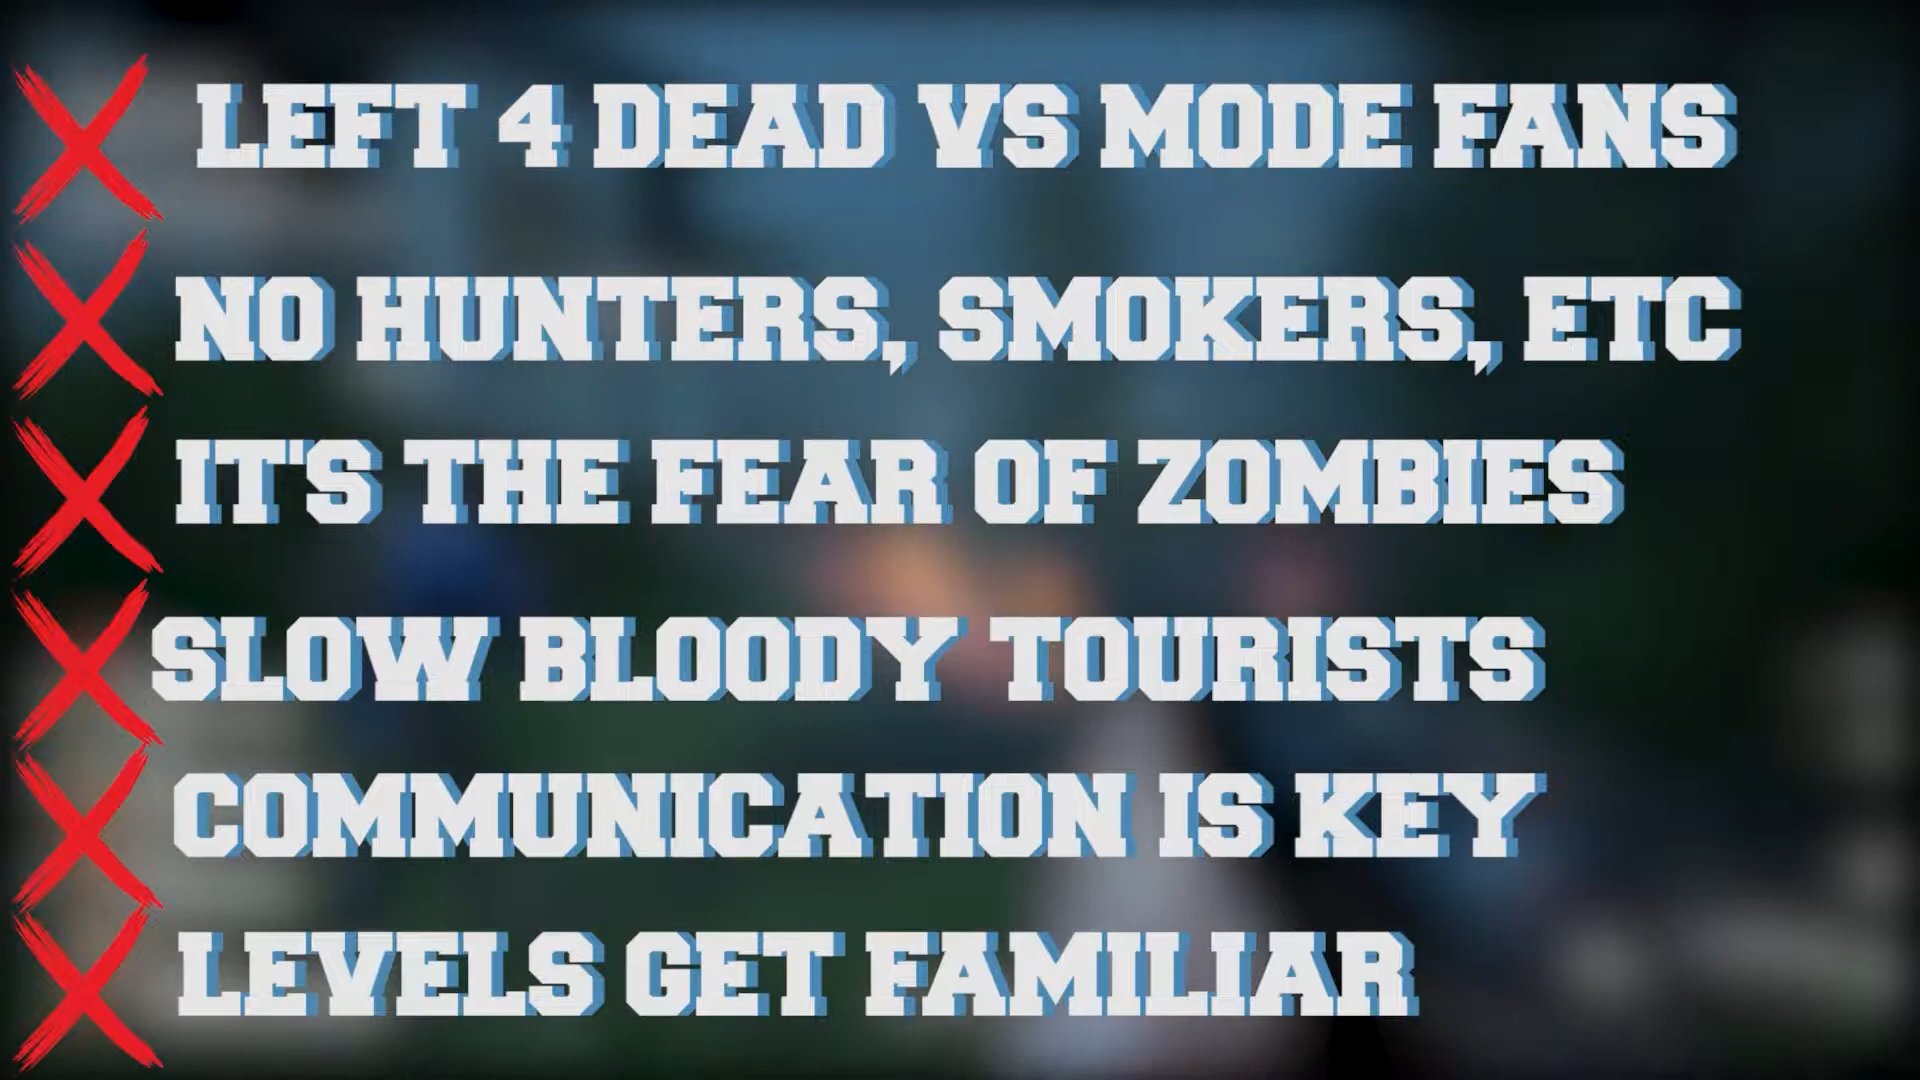 LEFT 4 DEAD VS MODE FANS
NO HUNTERS, SMOKERS, ETC
IT'S THE FEAR OF ZOMBIES
SLOW BLOODY TOURISTS
COMMUNICATION IS KEY
LEVELS GET FAMILIAR